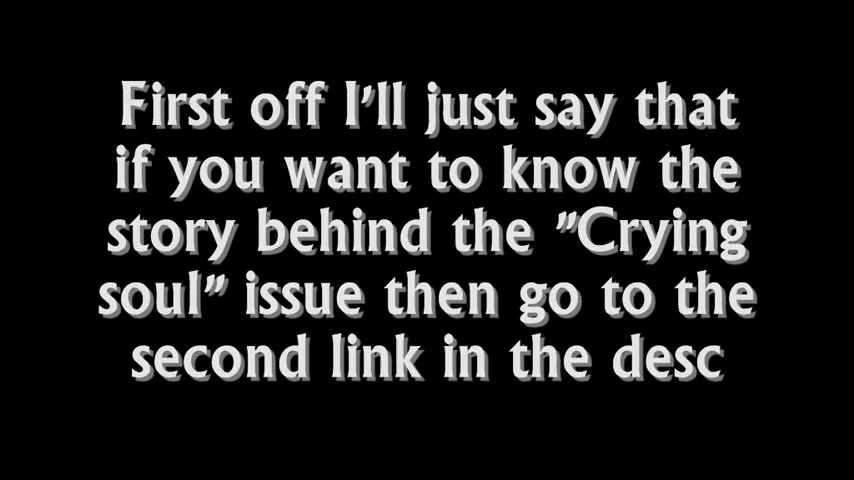 First off I'll just say that
if you want to know the
story behind the "Crying
soul" issue then go to the
second link in the desc